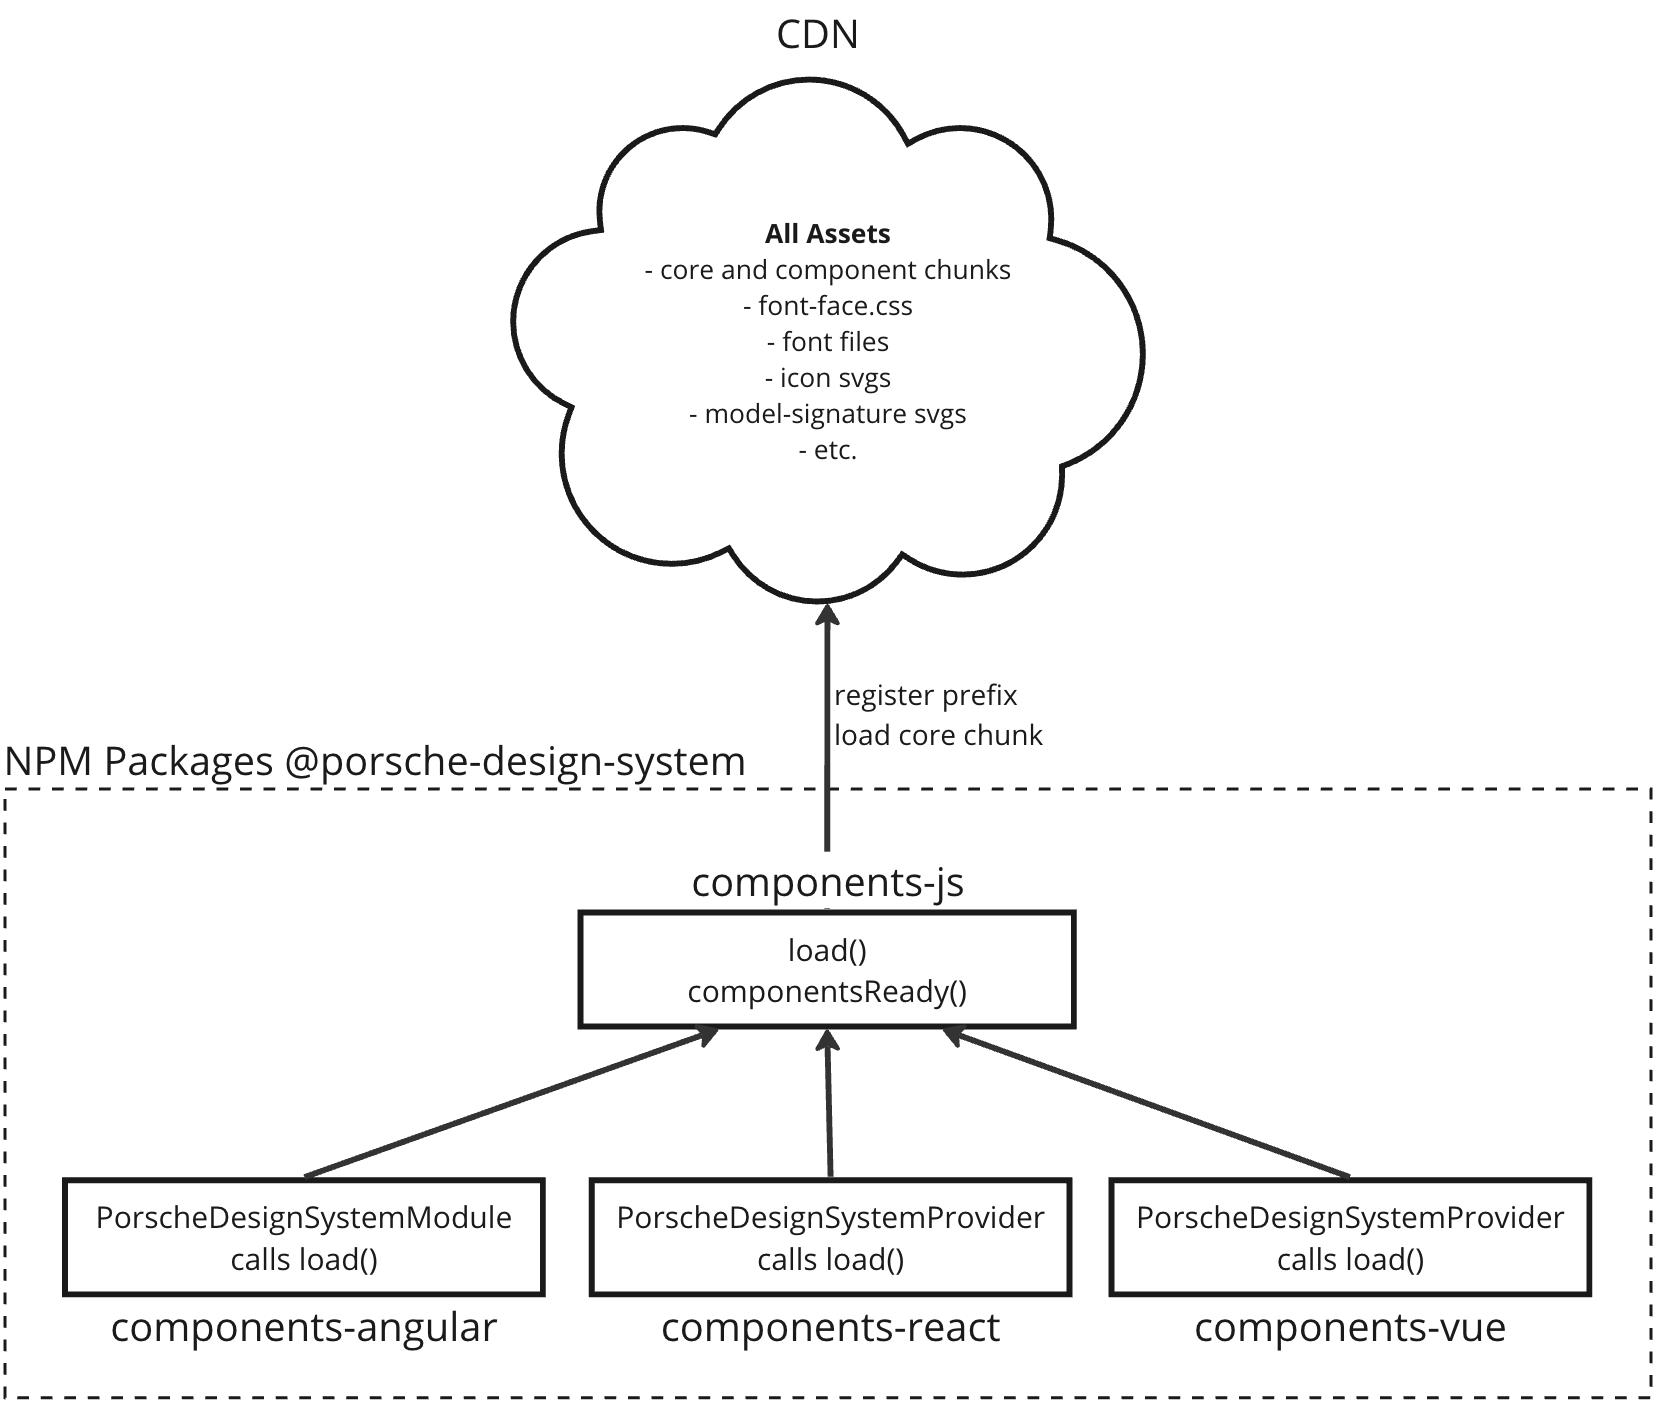 CDN
All Assets
- core and component chunks
- font-face.css
- font files
- icon svgs
- model-signature svgs
- etc.
register prefix
load core chunk
NPM Packages @porsche-design-system
components-js
load()
componentsReady()
PorscheDesignSystemModule
calls load()
components-angular
PorscheDesignSystemProvider
calls load()
components-react
PorscheDesignSystemProvider
calls load()
components-vue